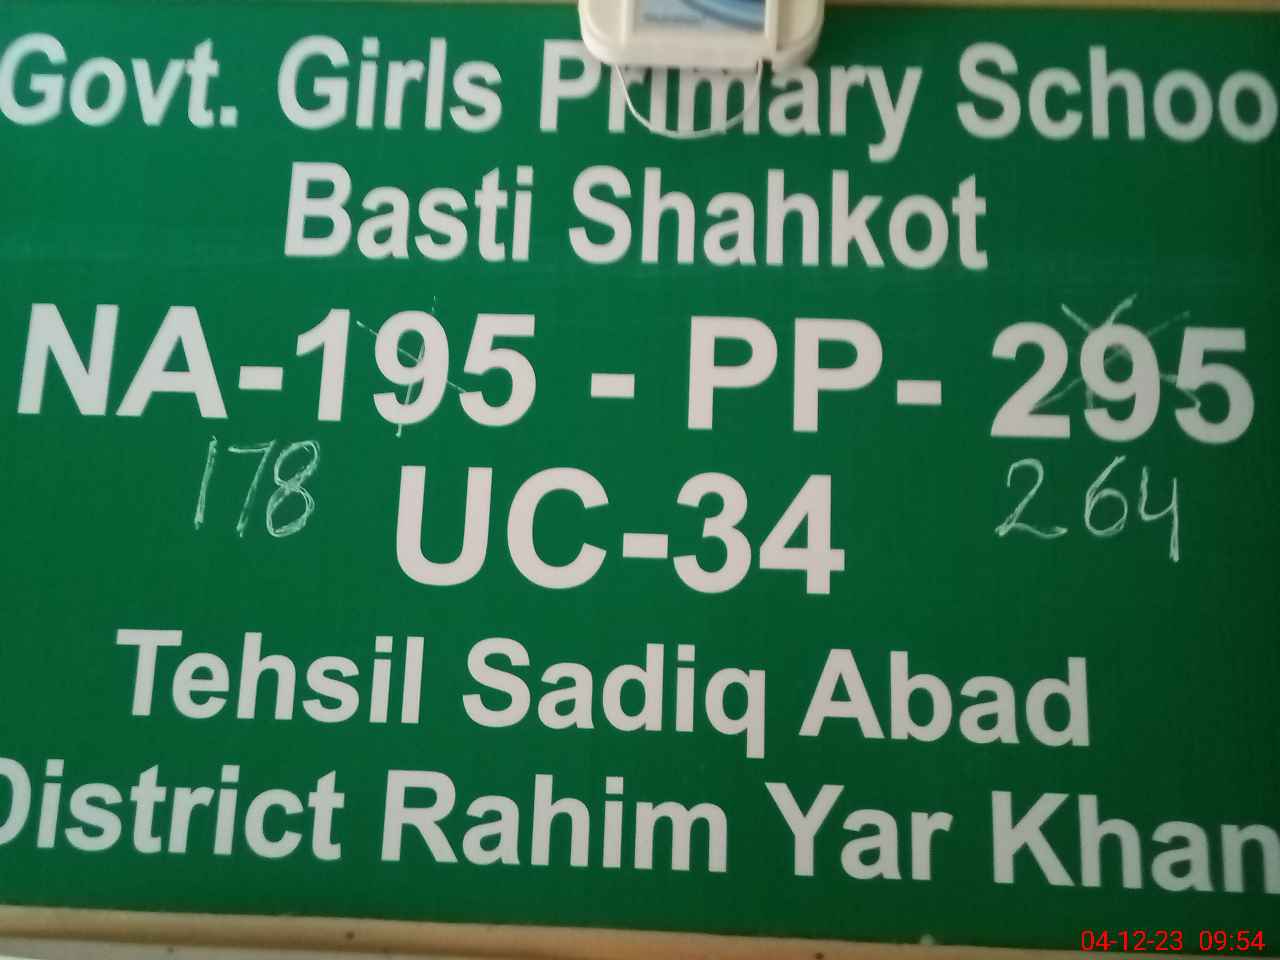 Govt. Girls Primary Schoo
Basti Shahkot
NA-195 - PP- 295
178 264
UC-34
Tehsil Sadiq Abad
District Rahim Yar Khan
04-12-23 09:54